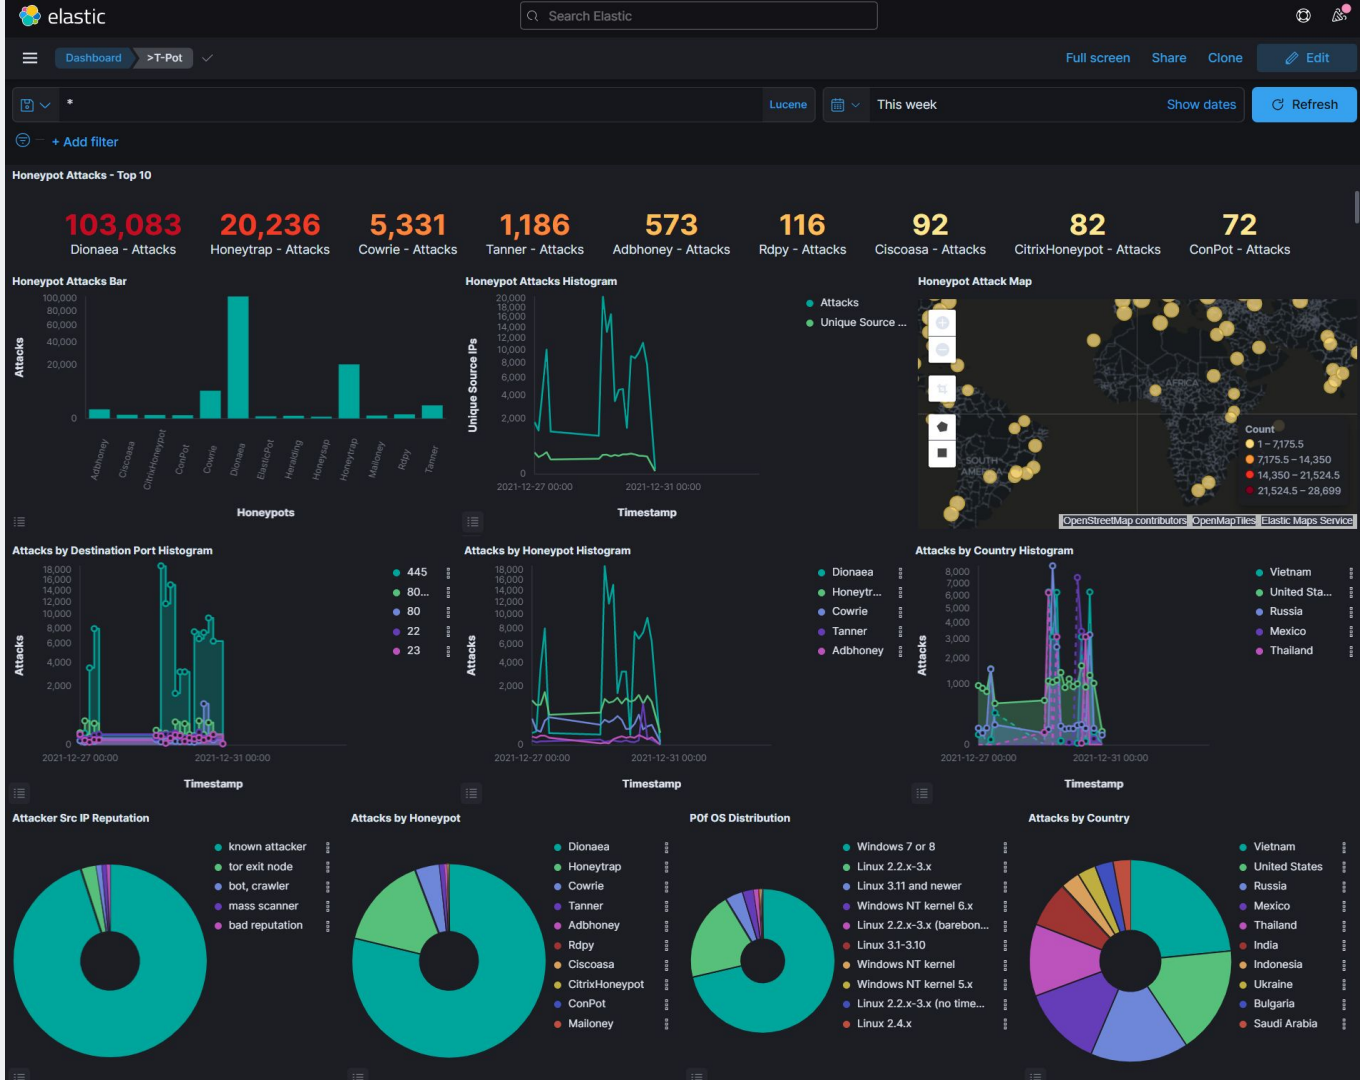 elastic
Search Elastic
Dashboard
>T-Pot
Full screen
Share
Clone
Edit
*
Lucene
This week
Show dates
Refresh
+ Add filter
Honeypot Attacks - Top 10
103,083
20,236
5,331
1,186
573
116
92
82
72
Dionaea - Attacks
Honeytrap - Attacks
Cowrie - Attacks
Tanner - Attacks
Adbhoney - Attacks
Rdpy - Attacks
Ciscoasa - Attacks
CitrixHoneypot - Attacks
ConPot - Attacks
Honeypot Attacks Bar
100,000
80,000
60,000
40,000
20,000
0
Attacks
Adbhoney
Ciscoasa
CitrixHoneypot
ConPot
Cowrie
Dionaea
ElasticPot
Heralding
Honeysap
Honeytrap
Mailoney
Rdpy
Tanner
Honeypots
Honeypot Attacks Histogram
20,000
18,000
16,000
14,000
12,000
10,000
8,000
6,000
4,000
2,000
0
Unique Source IPs
2021-12-27 00:00
2021-12-31 00:00
Timestamp
Attacks
Unique Source ...
Honeypot Attack Map
AFRICA
SOUTH
AMERICA
Count
1 – 7,175.5
7,175.5 – 14,350
14,350 – 21,524.5
21,524.5 – 28,699
OpenStreetMap contributors
OpenMapTiles
Elastic Maps Service
Attacks by Destination Port Histogram
18,000
16,000
14,000
12,000
10,000
8,000
6,000
4,000
2,000
0
Attacks
2021-12-27 00:00
2021-12-31 00:00
Timestamp
445
80...
80
22
23
Attacks by Honeypot Histogram
18,000
16,000
14,000
12,000
10,000
8,000
6,000
4,000
2,000
0
Attacks
2021-12-27 00:00
2021-12-31 00:00
Timestamp
Dionaea
Honeytr...
Cowrie
Tanner
Adbhoney
Attacks by Country Histogram
8,000
7,000
6,000
5,000
4,000
3,000
2,000
1,000
0
Attacks
2021-12-27 00:00
2021-12-31 00:00
Timestamp
Vietnam
United Sta...
Russia
Mexico
Thailand
Attacker Src IP Reputation
known attacker
tor exit node
bot, crawler
mass scanner
bad reputation
Attacks by Honeypot
Dionaea
Honeytrap
Cowrie
Tanner
Adbhoney
Rdpy
Ciscoasa
CitrixHoneypot
ConPot
Mailoney
P0f OS Distribution
Windows 7 or 8
Linux 2.2.x-3.x
Linux 3.11 and newer
Windows NT kernel 6.x
Linux 2.2.x-3.x (barebon...
Linux 3.1-3.10
Windows NT kernel
Windows NT kernel 5.x
Linux 2.2.x-3.x (no time...
Linux 2.4.x
Attacks by Country
Vietnam
United States
Russia
Mexico
Thailand
India
Indonesia
Ukraine
Bulgaria
Saudi Arabia